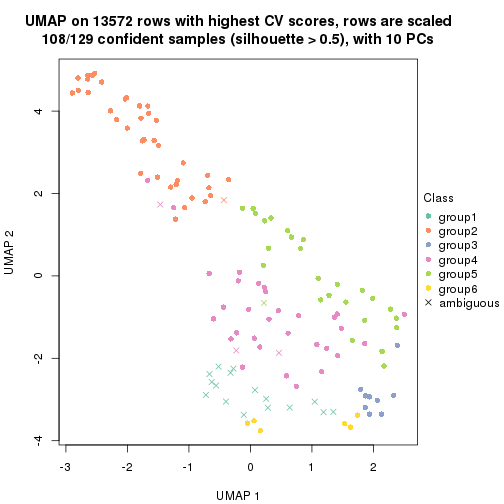 UMAP on 13572 rows with highest CV scores, rows are scaled
108/129 confident samples (silhouette > 0.5), with 10 PCs
4
2
0
-2
-4
UMAP 2
-3
-2
-1
0
1
2
UMAP 1
Class
group1
group2
group3
group4
group5
group6
ambiguous